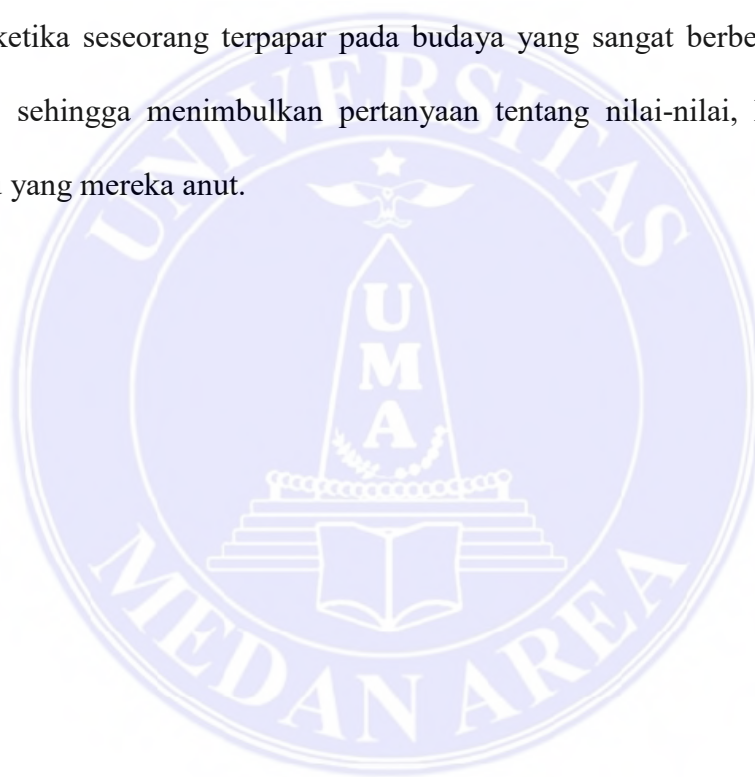 ketika seseorang terpapar pada budaya yang sangat
sehingga menimbulkan pertanyaan tentang nilai-nilai,
yang mereka anut.
UNIVERSITAS
UMA
MEDAN AREA